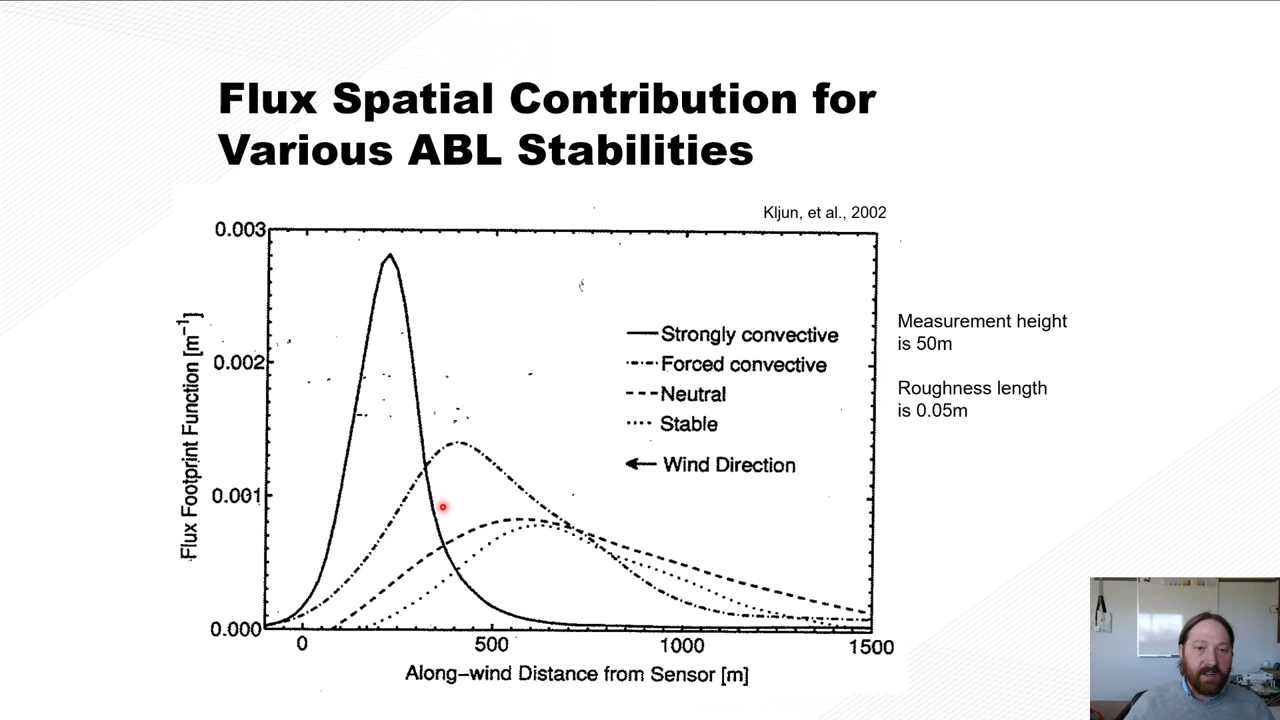 Flux Spatial Contribution for
Various ABL Stabilities
Kljun, et al., 2002
0.003
0.002
0.001
0.000
Flux Footprint Function [m⁻¹]
Strongly convective
Forced convective
Neutral
Stable
Wind Direction
Measurement height
is 50m
Roughness length
is 0.05m
0 500 1000 1500
Along-wind Distance from Sensor [m]